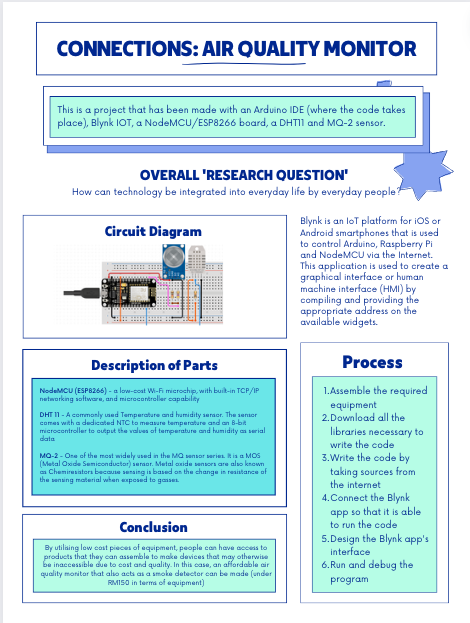 CONNECTIONS: AIR QUALITY MONITOR
This is a project that has been made with an Arduino IDE (where the code takes
place), Blynk IOT, a NodeMCU/ESP8266 board, a DHT11 and MQ-2 sensor.
OVERALL 'RESEARCH QUESTION'
How can technology be integrated into everyday life by everyday people?
Circuit Diagram
Blynk is an IoT platform for iOS or
Android smartphones that is used
to control Arduino, Raspberry Pi
and NodeMCU via the Internet.
This application is used to create a
graphical interface or human
machine interface (HMI) by
compiling and providing the
appropriate address on the
available widgets.
Description of Parts
NodeMCU (ESP8266) - a low-cost Wi-Fi microchip, with built-in TCP/IP
networking software, and microcontroller capability
DHT 11 - A commonly used Temperature and humidity sensor. The sensor
comes with a dedicated NTC to measure temperature and an 8-bit
microcontroller to output the values of temperature and humidity as serial
data
MQ-2 - One of the most widely used in the MQ sensor series. It is a MOS
(Metal Oxide Semiconductor) sensor. Metal oxide sensors are also known
as Chemiresistors because sensing is based on the change in resistance of
the sensing material when exposed to gasses.
Process
1.Assemble the required
equipment
2.Download all the
libraries necessary to
write the code
3.Write the code by
taking sources from
the internet
4.Connect the Blynk
app so that it is able
to run the code
5.Design the Blynk app's
interface
6.Run and debug the
program
Conclusion
By utilising low cost pieces of equipment, people can have access to
products that they can assemble to make devices that may otherwise
be inaccessible due to cost and quality. In this case, an affordable air
quality monitor that also acts as a smoke detector can be made (under
RM150 in terms of equipment)